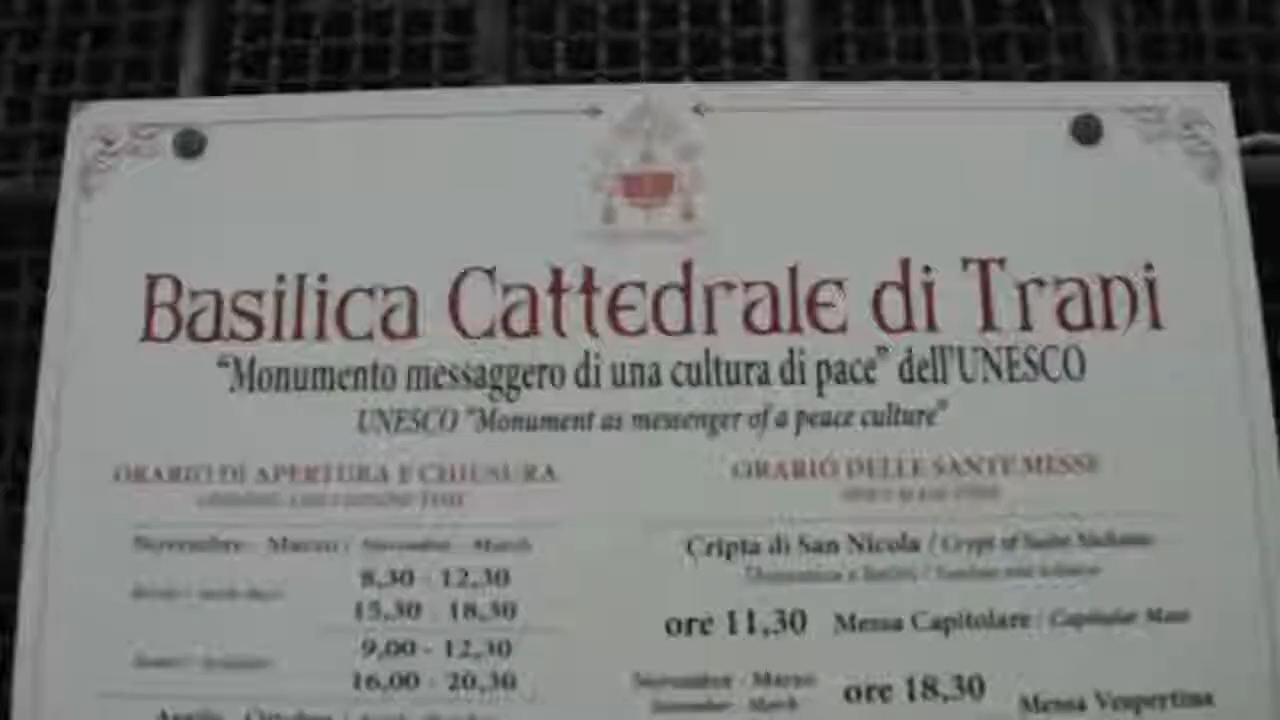 Basilica Cattedrale di Trani
“Monumento messaggero di una cultura di pace” dell'UNESCO
UNESCO "Monument as messenger of a peace culture"
ORARIO DI APERTURA E CHIUSURA
Novembre - Marzo / November - March
8,30 - 12,30
15,30 - 18,30
9,00 - 12,30
16,00 - 20,30
ORARIO DELLE SANTE MESSE
Cripta di San Nicola / Crypt of Saint Nicholas
ore 11,30 Messa Capitolare / Capitular Mass
Novembre - Marzo
ore 18,30 Messa Vespertina